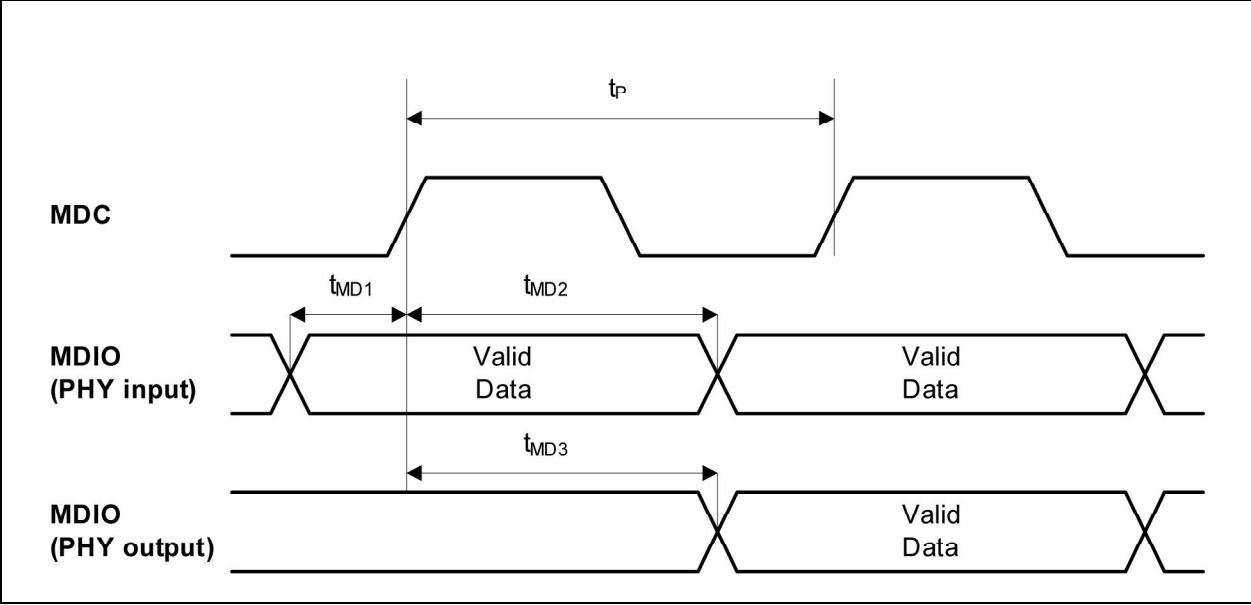 tP
MDC
tMD1 tMD2
MDIO
(PHY input)
Valid
Data
Valid
Data
tMD3
MDIO
(PHY output)
Valid
Data